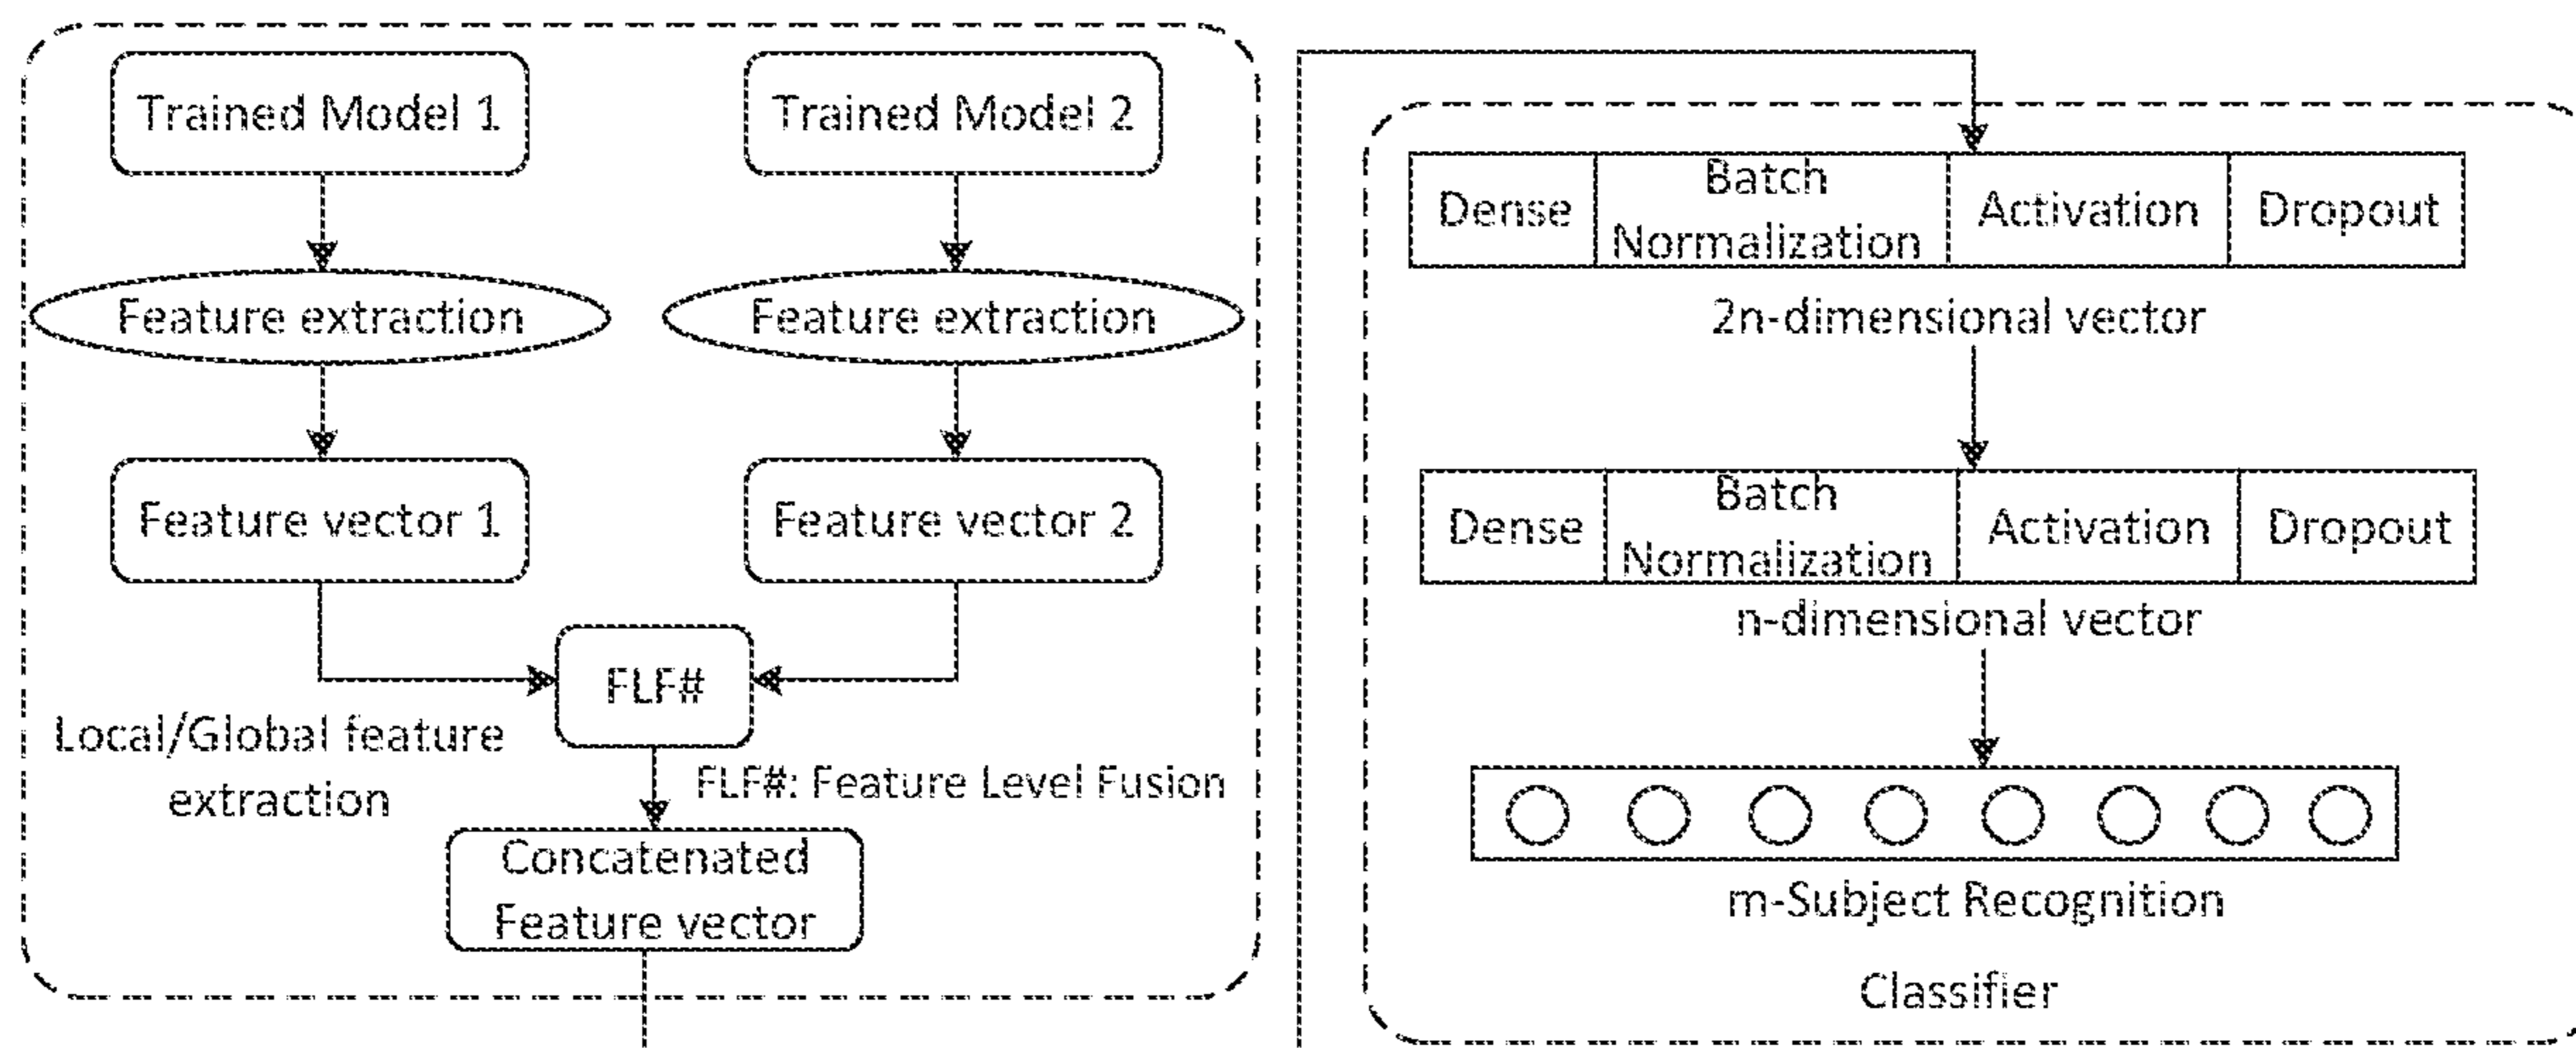 Trained Model 1
Trained Model 2
Feature extraction
Feature extraction
Feature vector 1
Feature vector 2
FLF#
Local/Global feature
extraction
FLF#: Feature Level Fusion
Concatenated
Feature vector
Dense
Batch
Normalization
Activation
Dropout
2n-dimensional vector
Dense
Batch
Normalization
Activation
Dropout
n-dimensional vector
m-Subject Recognition
Classifier